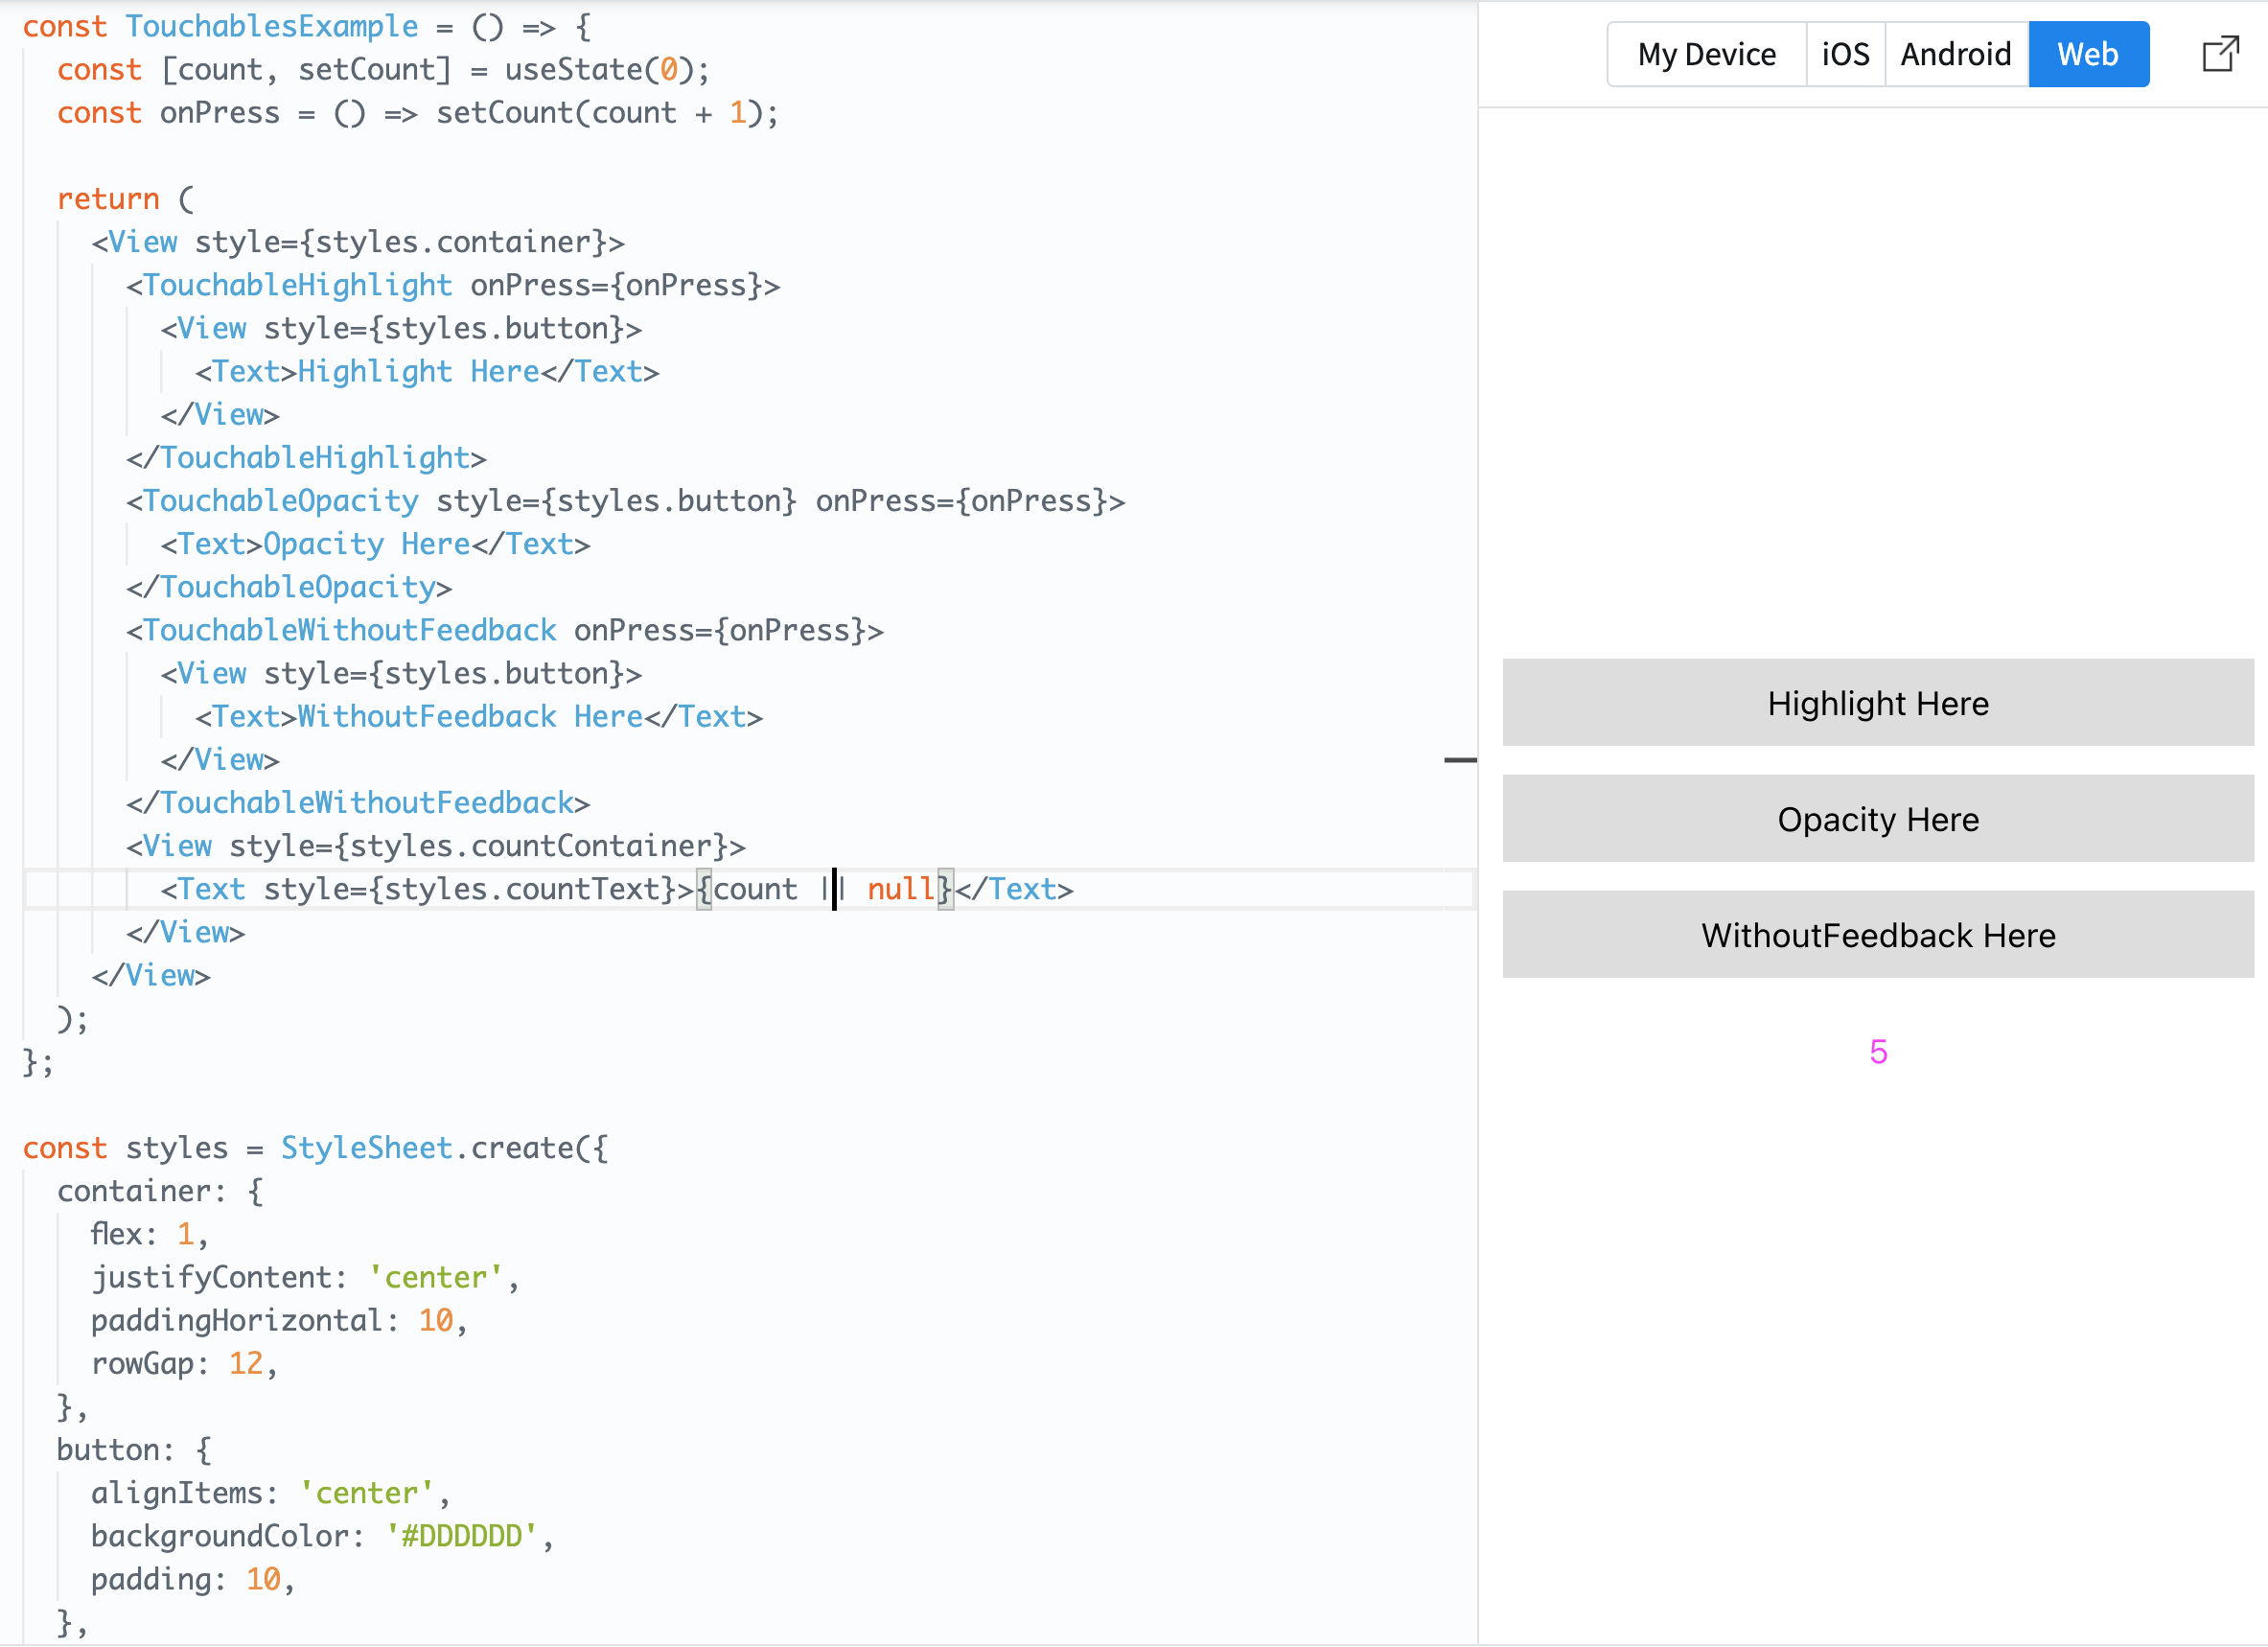 const TouchablesExample = () => {
  const [count, setCount] = useState(0);
  const onPress = () => setCount(count + 1);

  return (
    <View style={styles.container}>
      <TouchableHighlight onPress={onPress}>
        <View style={styles.button}>
          <Text>Highlight Here</Text>
        </View>
      </TouchableHighlight>
      <TouchableOpacity style={styles.button} onPress={onPress}>
        <Text>Opacity Here</Text>
      </TouchableOpacity>
      <TouchableWithoutFeedback onPress={onPress}>
        <View style={styles.button}>
          <Text>WithoutFeedback Here</Text>
        </View>
      </TouchableWithoutFeedback>
      <View style={styles.countContainer}>
        <Text style={styles.countText}>{count || null}</Text>
      </View>
    </View>
  );
};

const styles = StyleSheet.create({
  container: {
    flex: 1,
    justifyContent: 'center',
    paddingHorizontal: 10,
    rowGap: 12,
  },
  button: {
    alignItems: 'center',
    backgroundColor: '#DDDDDD',
    padding: 10,
  },
My Device iOS Android Web
Highlight Here
Opacity Here
WithoutFeedback Here
5